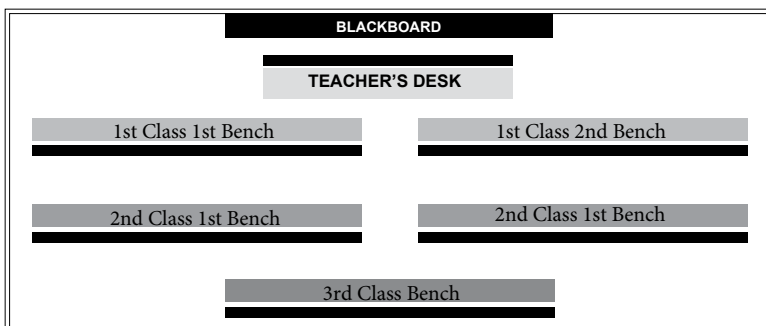 BLACKBOARD
TEACHER'S DESK
1st Class 1st Bench
1st Class 2nd Bench
2nd Class 1st Bench
2nd Class 1st Bench
3rd Class Bench